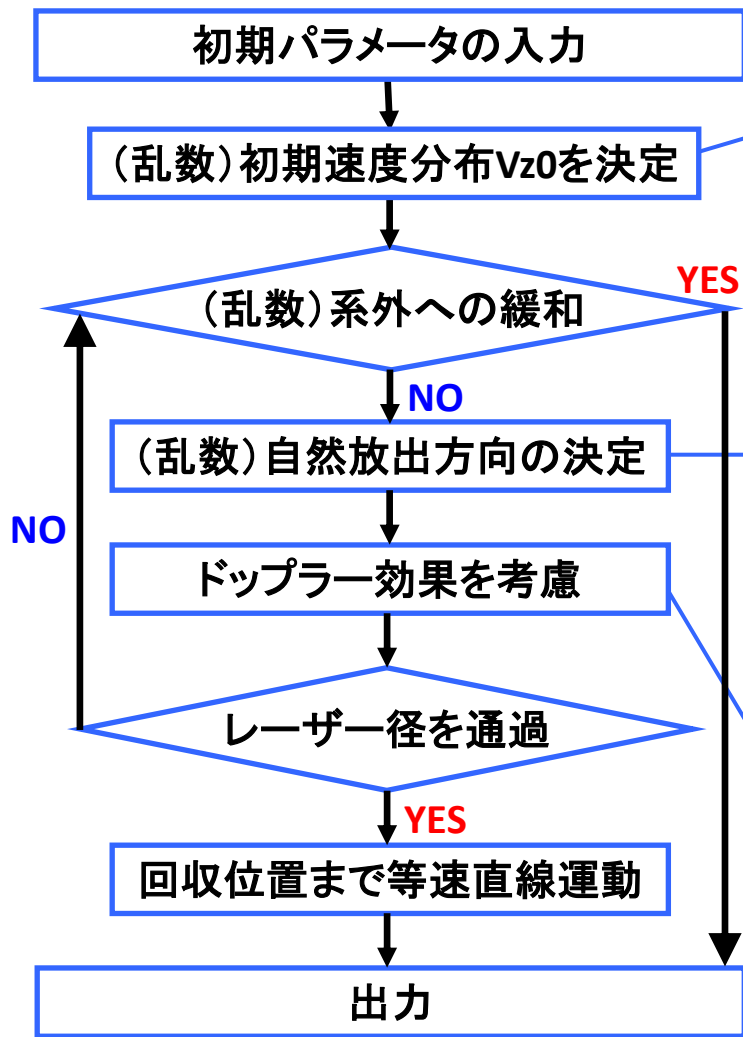 初期パラメータの入力
（乱数）初期速度分布Vz0を決定
YES
（乱数）系外への緩和
NO
（乱数）自然放出方向の決定
NO
ドップラー効果を考慮
レーザー径を通過
YES
回収位置まで等速直線運動
出力